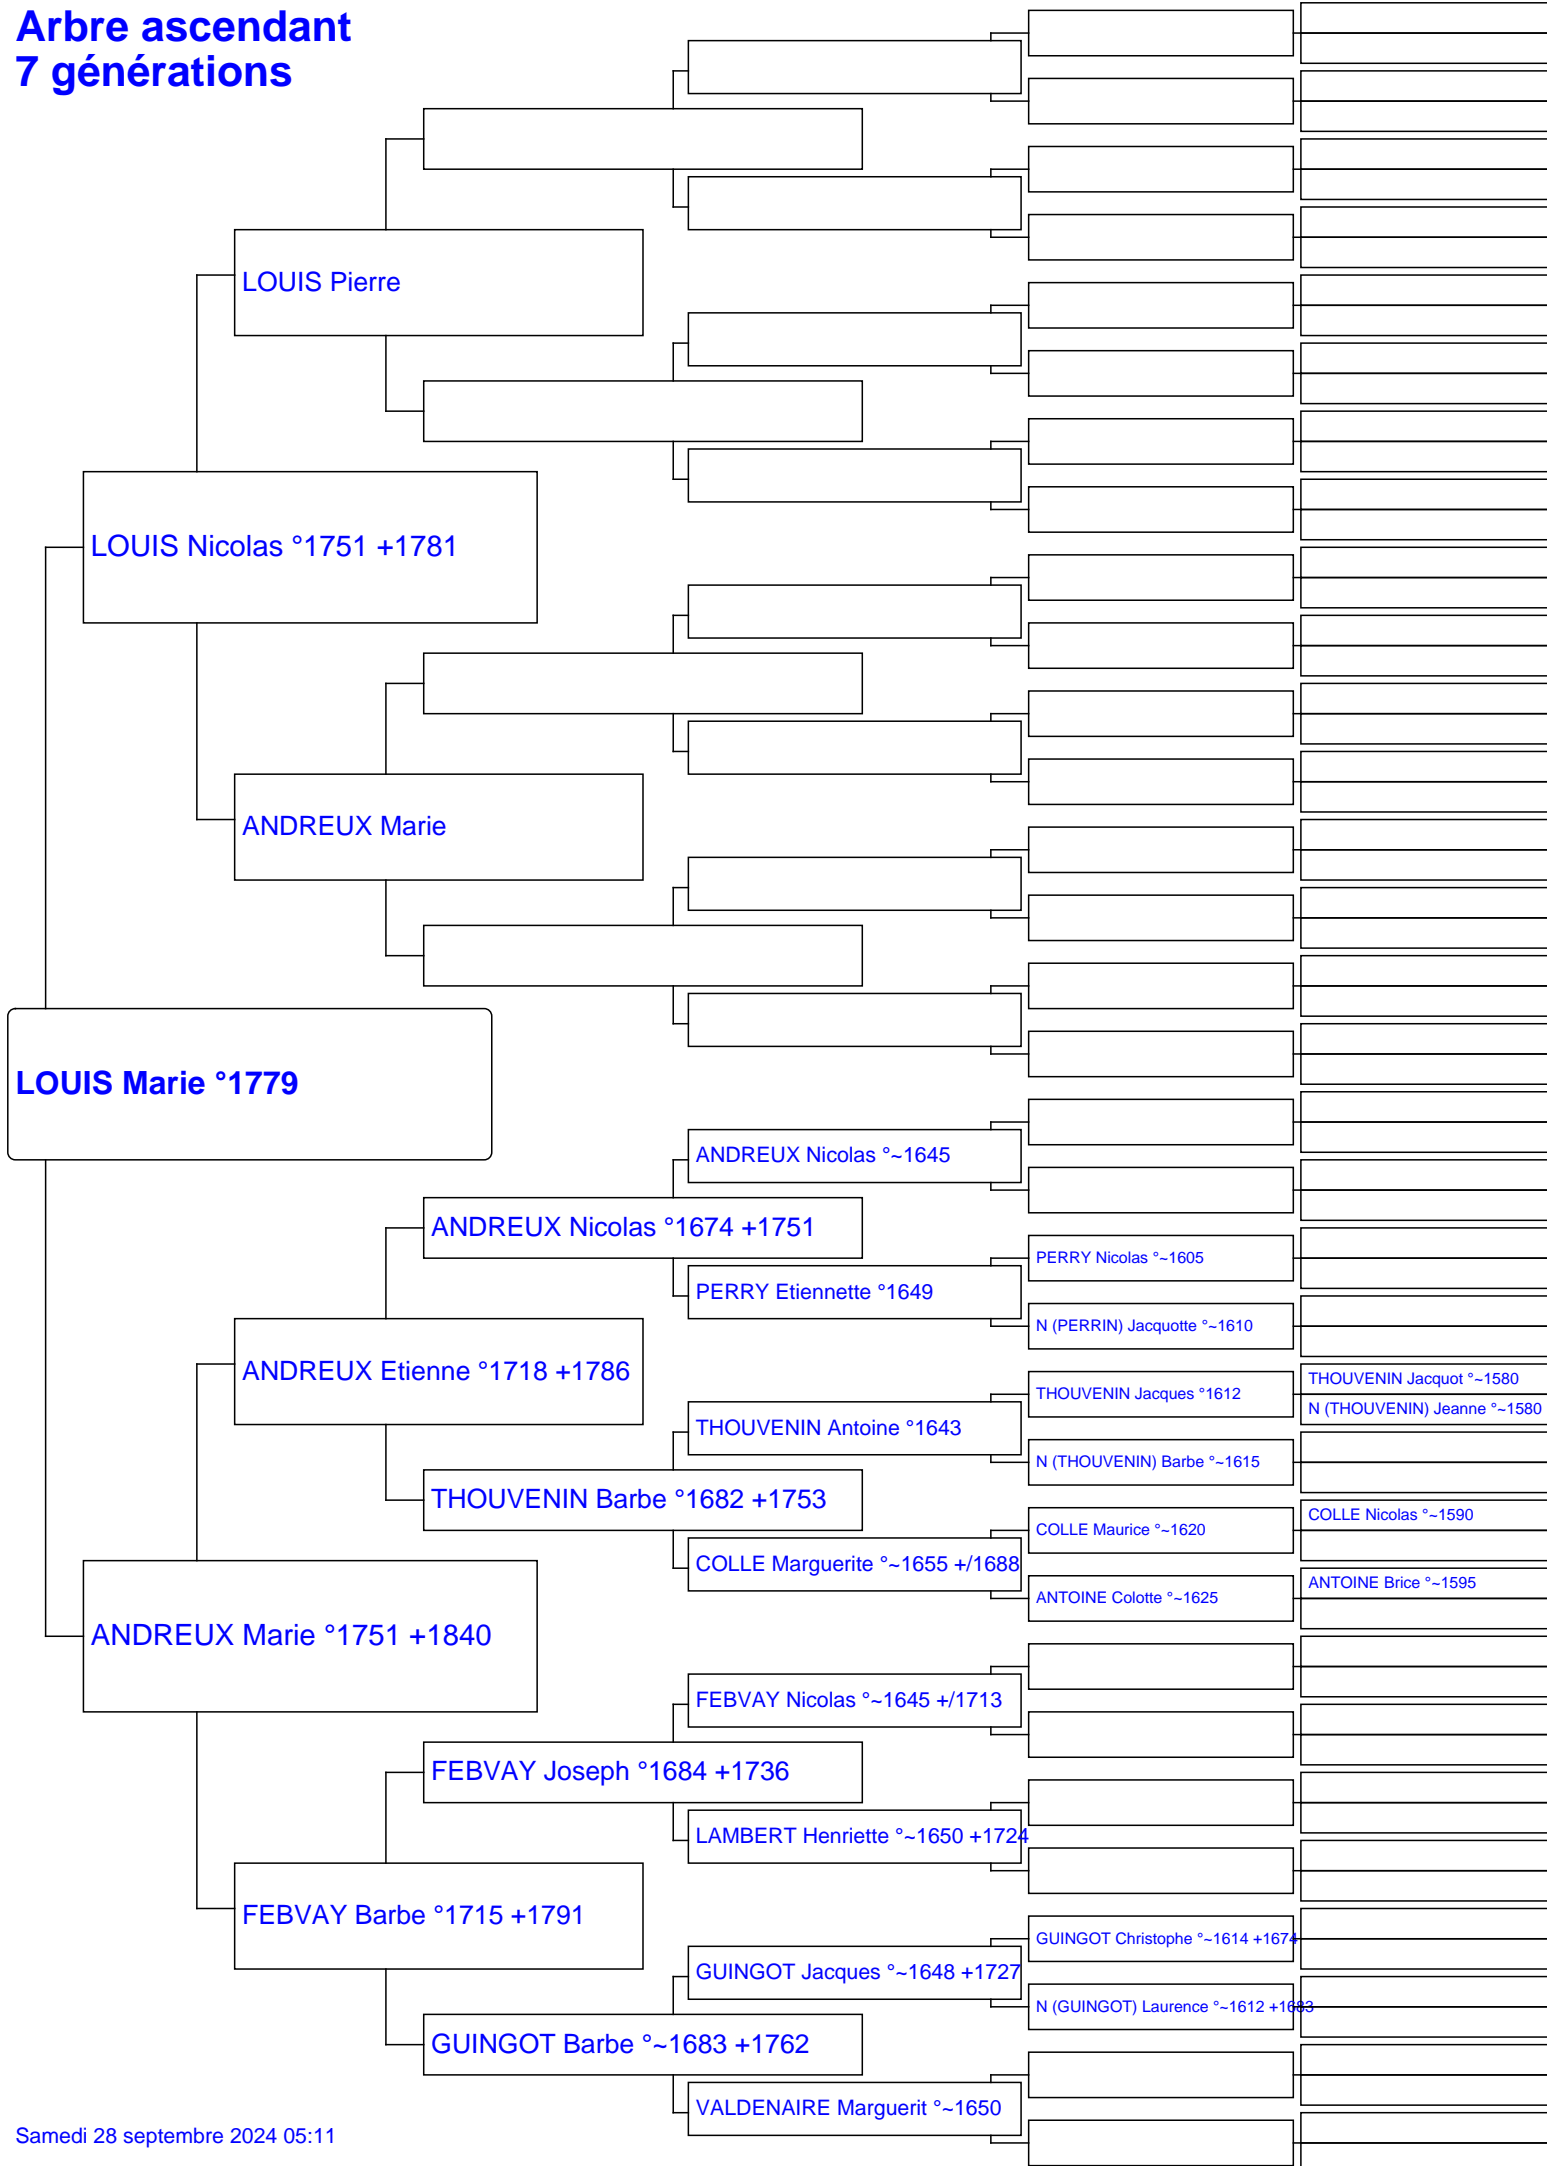 Arbre ascendant
7 générations
LOUIS Pierre
LOUIS Nicolas °1751 +1781
ANDREUX Marie
LOUIS Marie °1779
ANDREUX Nicolas °~1645
ANDREUX Nicolas °1674 +1751
PERRY Nicolas °~1605
PERRY Etiennette °1649
N (PERRIN) Jacquotte °~1610
ANDREUX Etienne °1718 +1786
THOUVENIN Jacquot °~1580
THOUVENIN Jacques °1612
N (THOUVENIN) Jeanne °~1580
THOUVENIN Antoine °1643
N (THOUVENIN) Barbe °~1615
THOUVENIN Barbe °1682 +1753
COLLE Nicolas °~1590
COLLE Maurice °~1620
COLLE Marguerite °~1655 +/1688
ANTOINE Brice °~1595
ANTOINE Colotte °~1625
ANDREUX Marie °1751 +1840
FEBVAY Nicolas °~1645 +/1713
FEBVAY Joseph °1684 +1736
LAMBERT Henriette °~1650 +1724
FEBVAY Barbe °1715 +1791
GUINGOT Christophe °~1614 +1674
GUINGOT Jacques °~1648 +1727
N (GUINGOT) Laurence °~1612 +1683
GUINGOT Barbe °~1683 +1762
VALDENAIRE Marguerit °~1650
Samedi 28 septembre 2024 05:11